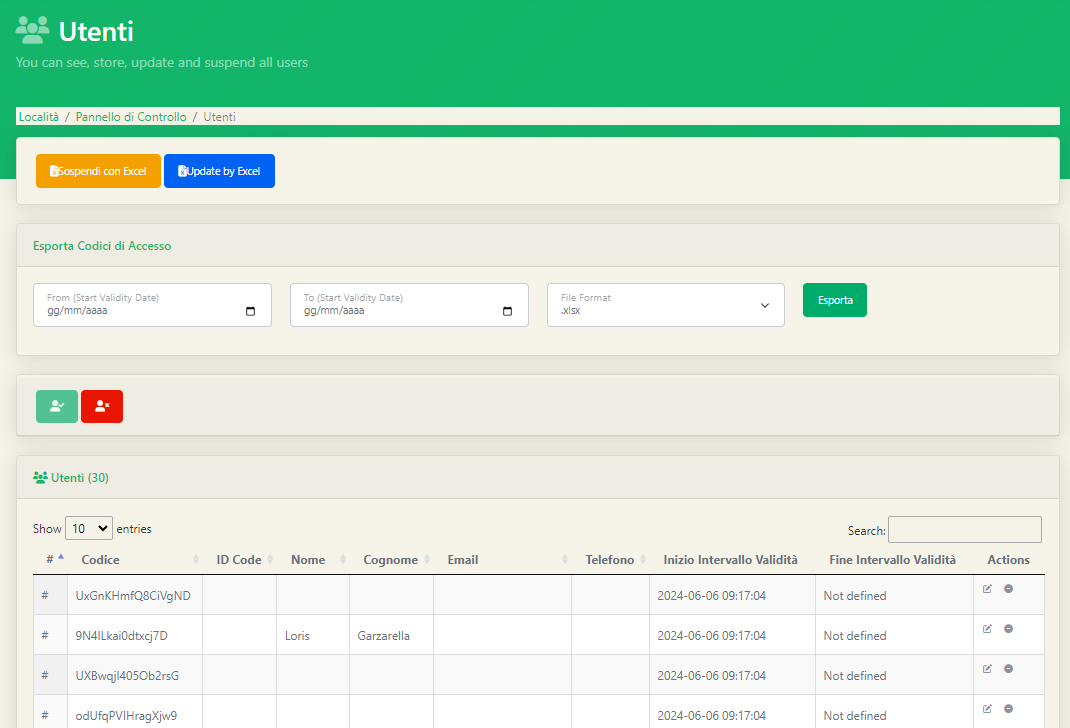 Utenti
You can see, store, update and suspend all users
Località / Pannello di Controllo / Utenti
Sospendi con Excel Update by Excel
Esporta Codici di Accesso
From (Start Validity Date) To (Start Validity Date) File Format
gg/mm/aaaa gg/mm/aaaa .xlsx Esporta
Utenti (30)
Show 10 entries Search:
# Codice ID Code Nome Cognome Email Telefono Inizio Intervallo Validità Fine Intervallo Validità Actions
# UxGnKHmfQ8CiVgND 2024-06-06 09:17:04 Not defined
# 9N4ILkai0dtxcj7D Loris Garzarella 2024-06-06 09:17:04 Not defined
# UXBwqjI405Ob2rsG 2024-06-06 09:17:04 Not defined
# odUfqPVIHragXjw9 2024-06-06 09:17:04 Not defined